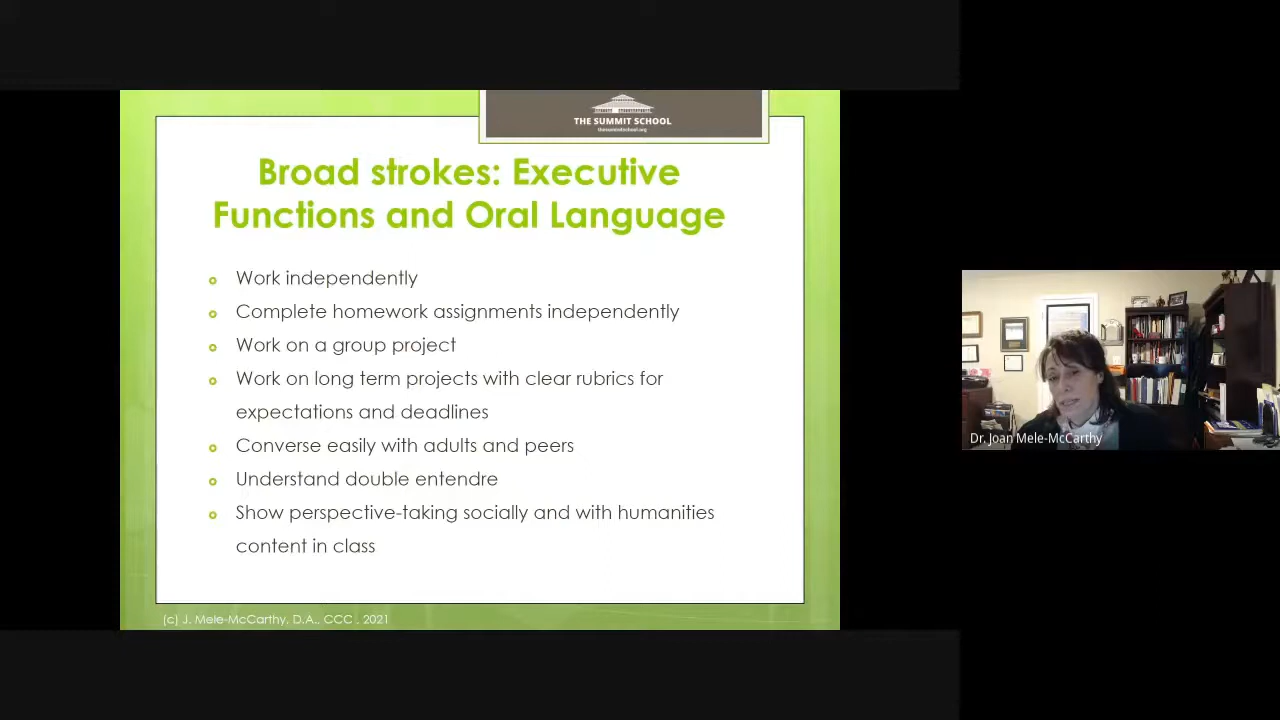 THE SUMMIT SCHOOL
thesummitschool.org
Broad strokes: Executive
Functions and Oral Language
Work independently
Complete homework assignments independently
Work on a group project
Work on long term projects with clear rubrics for
expectations and deadlines
Converse easily with adults and peers
Understand double entendre
Show perspective-taking socially and with humanities
content in class
(c) J. Mele-McCarthy, D.A., CCC , 2021
Dr. Joan Mele-McCarthy